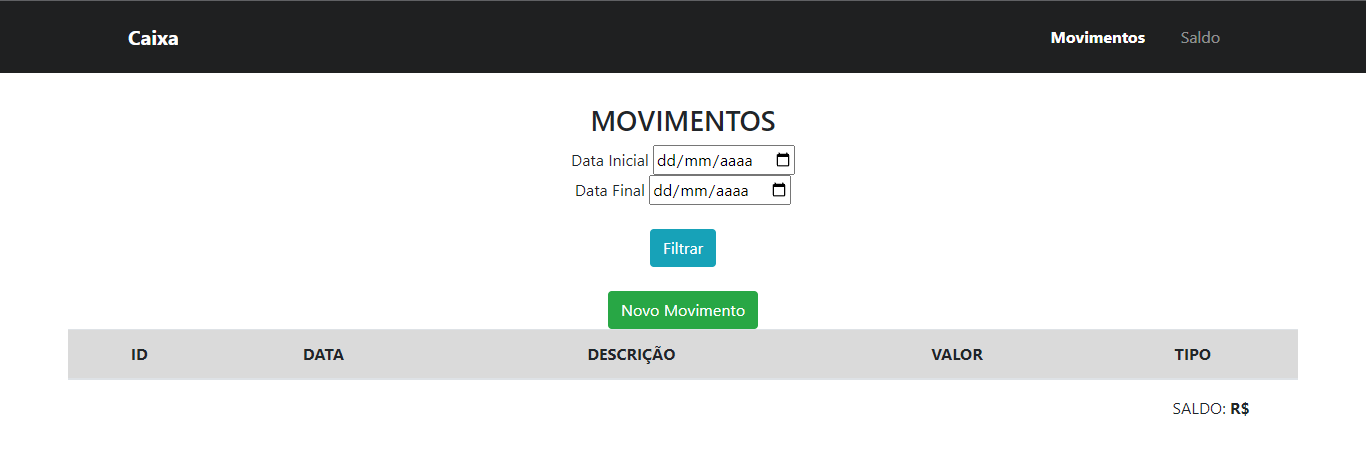 Caixa Movimentos Saldo
MOVIMENTOS
Data Inicial dd/mm/aaaa
Data Final dd/mm/aaaa
Filtrar
Novo Movimento
ID DATA DESCRIÇÃO VALOR TIPO
SALDO: R$